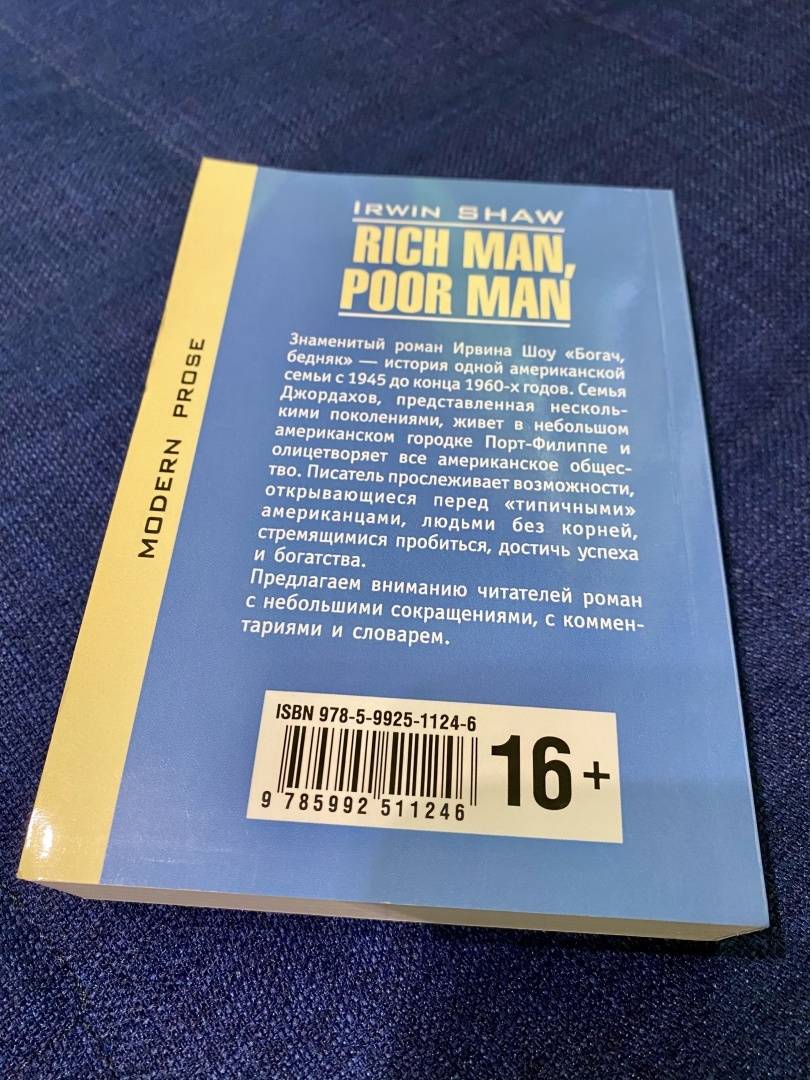 IRWIN SHAW
RICH MAN,
POOR MAN
Знаменитый роман Ирвина Шоу «Богач,
бедняк» — история одной американской
семьи с 1945 до конца 1960-х годов. Семья
Джордахов, представленная несколь-
кими поколениями, живет в небольшом
американском городке Порт-Филиппе и
олицетворяет все американское общес-
тво. Писатель прослеживает возможности,
открывающиеся перед «типичными»
американцами, людьми без корней,
стремящимися пробиться, достичь успеха
и богатства.
Предлагаем вниманию читателей роман
с небольшими сокращениями, с коммен-
тариями и словарем.
MODERN PROSE
ISBN 978-5-9925-1124-6
9 785992 511246
16+